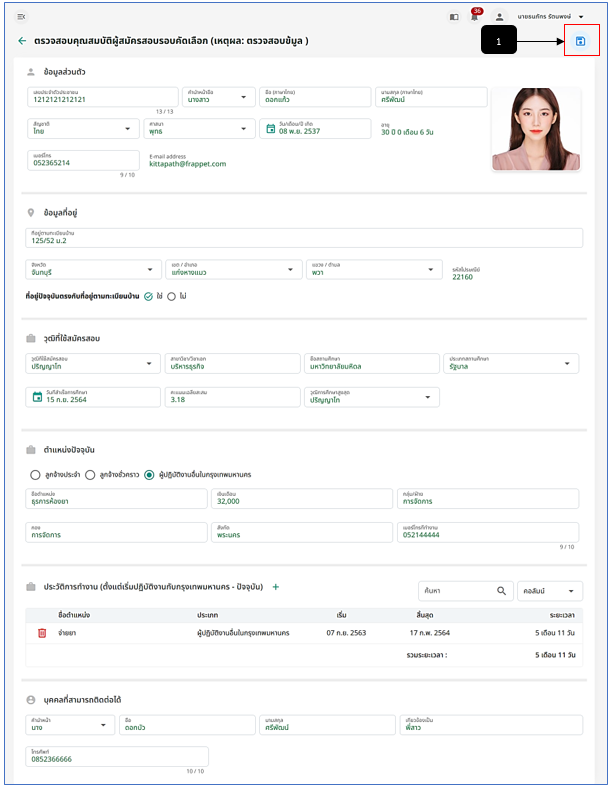 36
นายธนภัทร รัตนพงษ์
ตรวจสอบคุณสมบัติผู้สมัครสอบรอบคัดเลือก (เหตุผล: ตรวจสอบข้อมูล )
1
ข้อมูลส่วนตัว
เลขประจำตัวประชาชน
1212121212121
13 / 13
คำนำหน้าชื่อ
นางสาว
ชื่อ (ภาษาไทย)
ดอกแก้ว
นามสกุล (ภาษาไทย)
ศรีพัฒน์
สัญชาติ
ไทย
ศาสนา
พุทธ
วัน/เดือน/ปี เกิด
08 พ.ย. 2537
อายุ
30 ปี 0 เดือน 6 วัน
เบอร์โทร
052365214
9 / 10
E-mail address
kittapath@frappet.com
ข้อมูลที่อยู่
ที่อยู่ตามทะเบียนบ้าน
125/52 ม.2
จังหวัด
จันทบุรี
เขต / อำเภอ
แก่งหางแมว
แขวง / ตำบล
พวา
รหัสไปรษณีย์
22160
ที่อยู่ปัจจุบันตรงกับที่อยู่ตามทะเบียนบ้าน ใช่ ไม่
วุฒิที่ใช้สมัครสอบ
วุฒิที่ใช้สมัครสอบ
ปริญญาโท
สาขาวิชา/วิชาเอก
บริหารธุรกิจ
ชื่อสถานศึกษา
มหาวิทยาลัยมหิดล
ประเภทสถานศึกษา
รัฐบาล
วันที่สำเร็จการศึกษา
15 ก.ย. 2564
คะแนนเฉลี่ยสะสม
3.18
วุฒิการศึกษาสูงสุด
ปริญญาโท
ตำแหน่งปัจจุบัน
ลูกจ้างประจำ ลูกจ้างชั่วคราว ผู้ปฏิบัติงานอื่นในกรุงเทพมหานคร
ชื่อตำแหน่ง
ธุรการห้องยา
เงินเดือน
32,000
กลุ่ม/ฝ่าย
การจัดการ
กอง
การจัดการ
สังกัด
พระนคร
เบอร์โทรที่ทำงาน
052144444
9 / 10
ประวัติการทำงาน (ตั้งแต่เริ่มปฏิบัติงานกับกรุงเทพมหานคร - ปัจจุบัน)
ค้นหา
คอลัมน์
ชื่อตำแหน่ง ประเภท เริ่ม สิ้นสุด ระยะเวลา
จ่ายยา ผู้ปฏิบัติงานอื่นในกรุงเทพมหานคร 07 ก.ย. 2563 17 ก.พ. 2564 5 เดือน 11 วัน
รวมระยะเวลา : 5 เดือน 11 วัน
บุคคลที่สามารถติดต่อได้
คำนำหน้า
นาง
ชื่อ
ดอกบัว
นามสกุล
ศรีพัฒน์
เกี่ยวข้องเป็น
พี่สาว
โทรศัพท์
0852366666
10 / 10